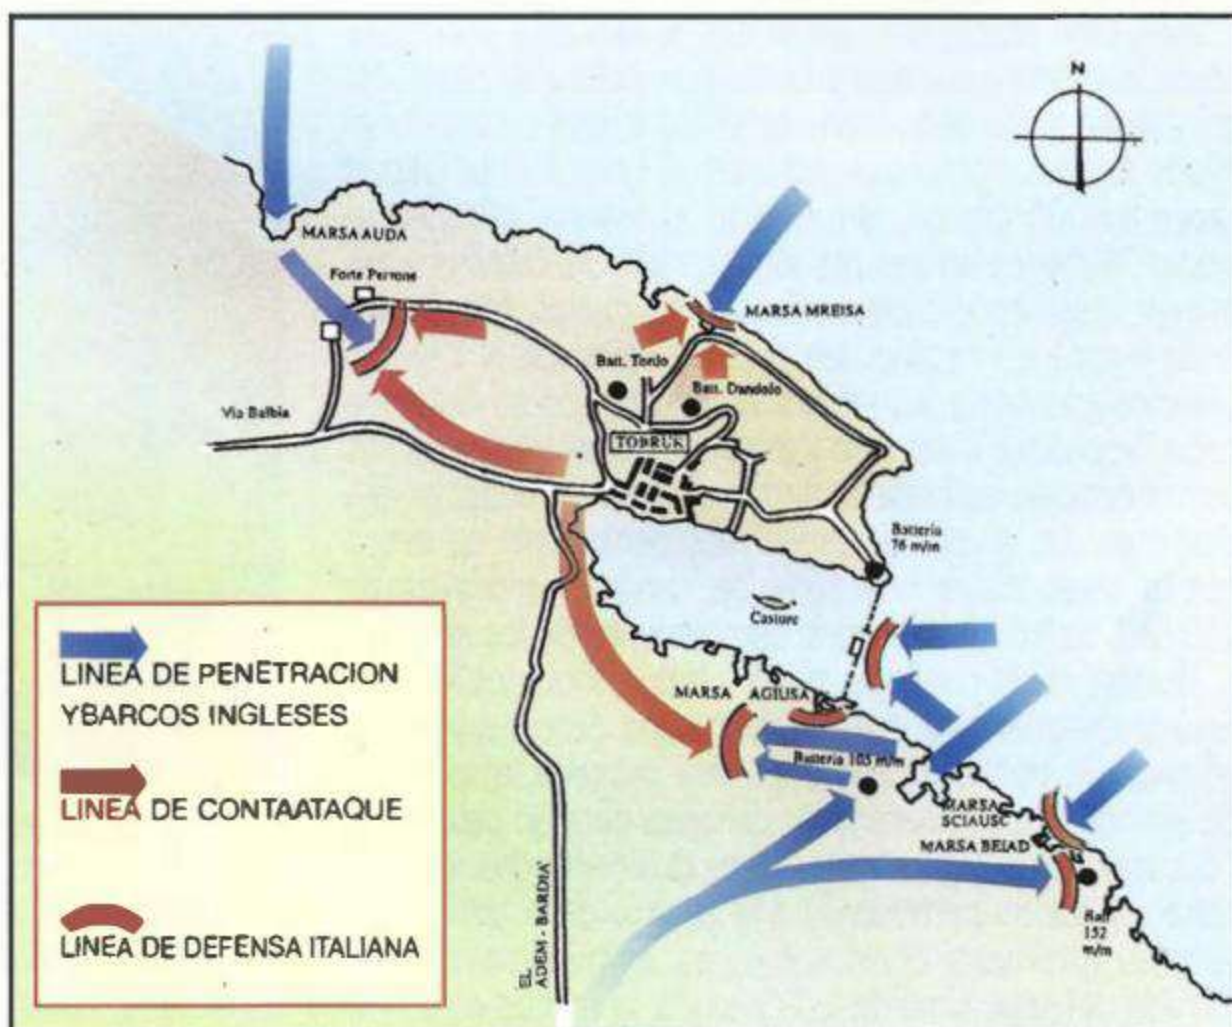 N
MARSA AUDA
Forte Perrone
MARSA MREISA
Batt. Tordo
Batt. Dandolo
Via Balbia
TOBRUK
Batteria
76 m/m
Castore
MARSA AGIUSA
Batteria 105 m/m
MARSA
SCIAUSC
MARSA BEIAD
Batt
152
m/m
EL
ADEM - BARDIA'
LINEA DE PENETRACION
YBARCOS INGLESES
LINEA DE CONTAATAQUE
LINEA DE DEFENSA ITALIANA